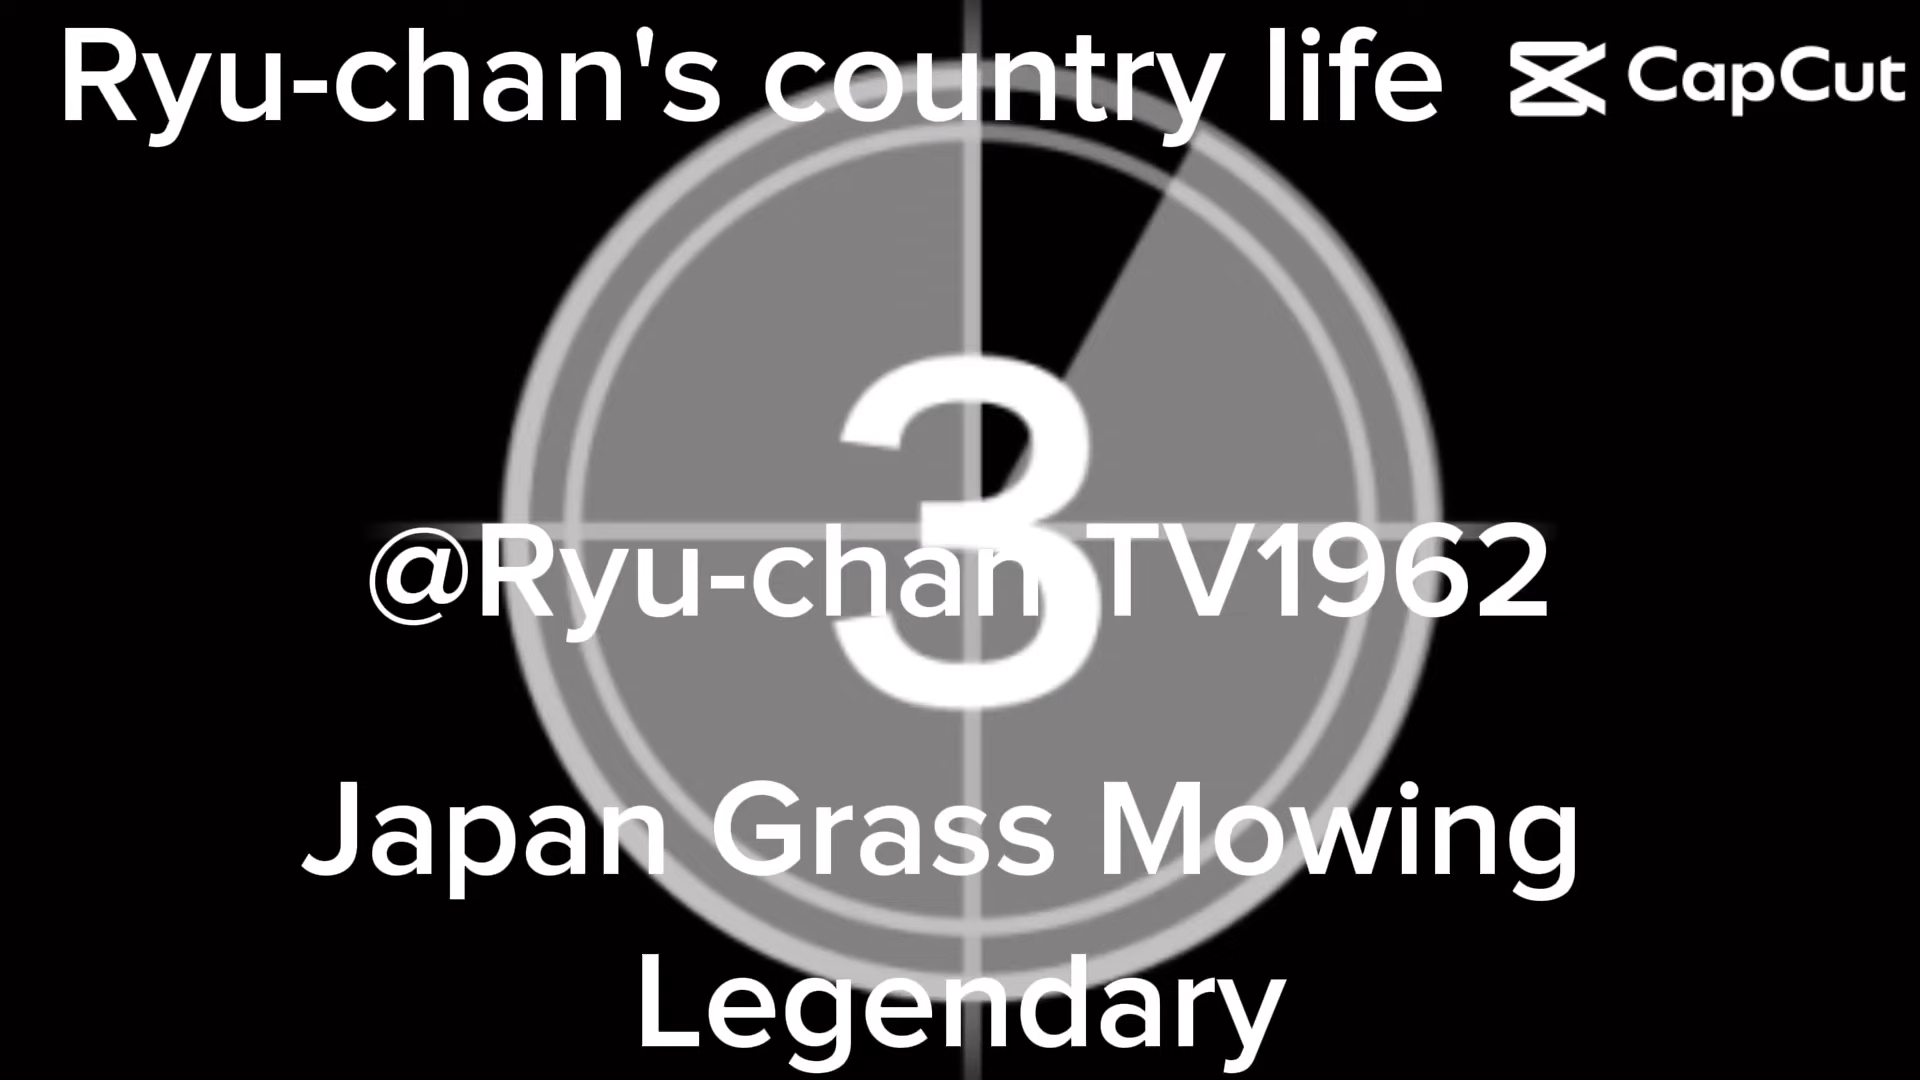 Ryu-chan's country life
CapCut
3
@Ryu-chan TV1962
Japan Grass Mowing
Legendary